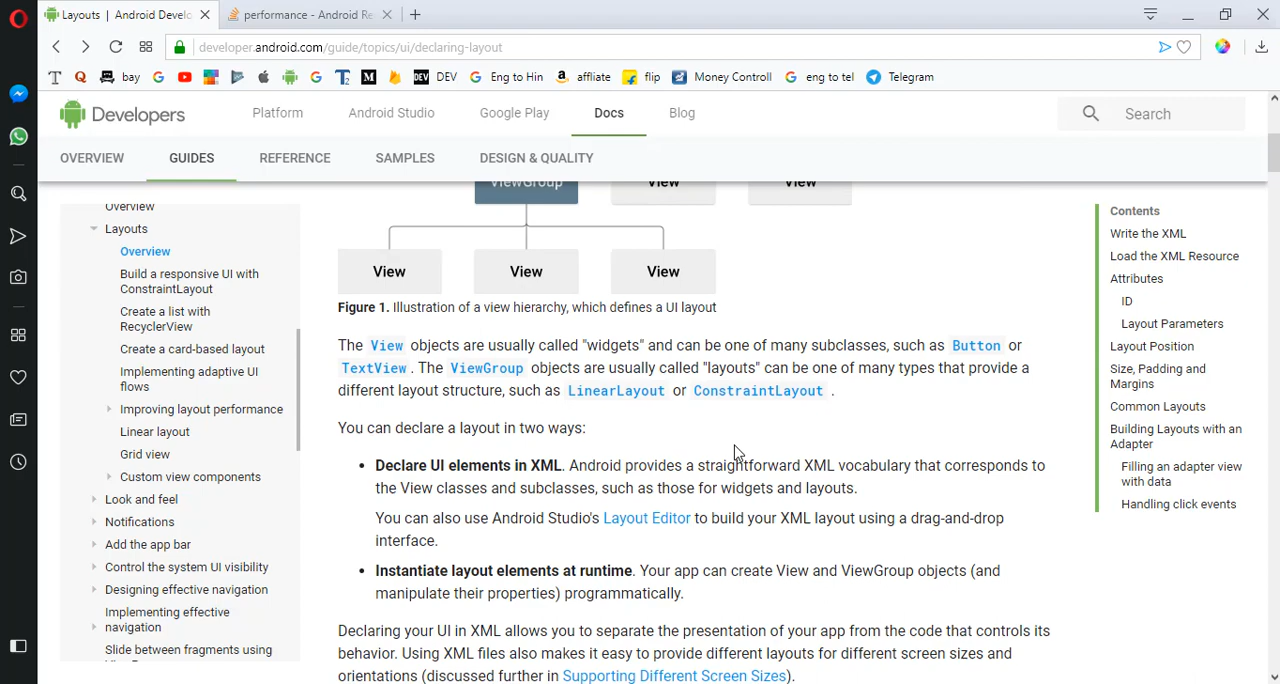 Layouts | Android Develo
performance - Android Re
developer.android.com/guide/topics/ui/declaring-layout
bay
DEV
Eng to Hin
affliate
flip
Money Controll
eng to tel
Telegram
Developers
Platform
Android Studio
Google Play
Docs
Blog
Search
OVERVIEW
GUIDES
REFERENCE
SAMPLES
DESIGN & QUALITY
Overview
Layouts
Overview
Build a responsive UI with
ConstraintLayout
Create a list with
RecyclerView
Create a card-based layout
Implementing adaptive UI
flows
Improving layout performance
Linear layout
Grid view
Custom view components
Look and feel
Notifications
Add the app bar
Control the system UI visibility
Designing effective navigation
Implementing effective
navigation
Slide between fragments using
ViewGroup
View
View
View
View
View
Figure 1. Illustration of a view hierarchy, which defines a UI layout
The View objects are usually called "widgets" and can be one of many subclasses, such as Button or
TextView. The ViewGroup objects are usually called "layouts" can be one of many types that provide a
different layout structure, such as LinearLayout or ConstraintLayout .
You can declare a layout in two ways:
• Declare UI elements in XML. Android provides a straightforward XML vocabulary that corresponds to
the View classes and subclasses, such as those for widgets and layouts.
You can also use Android Studio's Layout Editor to build your XML layout using a drag-and-drop
interface.
• Instantiate layout elements at runtime. Your app can create View and ViewGroup objects (and
manipulate their properties) programmatically.
Declaring your UI in XML allows you to separate the presentation of your app from the code that controls its
behavior. Using XML files also makes it easy to provide different layouts for different screen sizes and
orientations (discussed further in Supporting Different Screen Sizes).
Contents
Write the XML
Load the XML Resource
Attributes
ID
Layout Parameters
Layout Position
Size, Padding and
Margins
Common Layouts
Building Layouts with an
Adapter
Filling an adapter view
with data
Handling click events